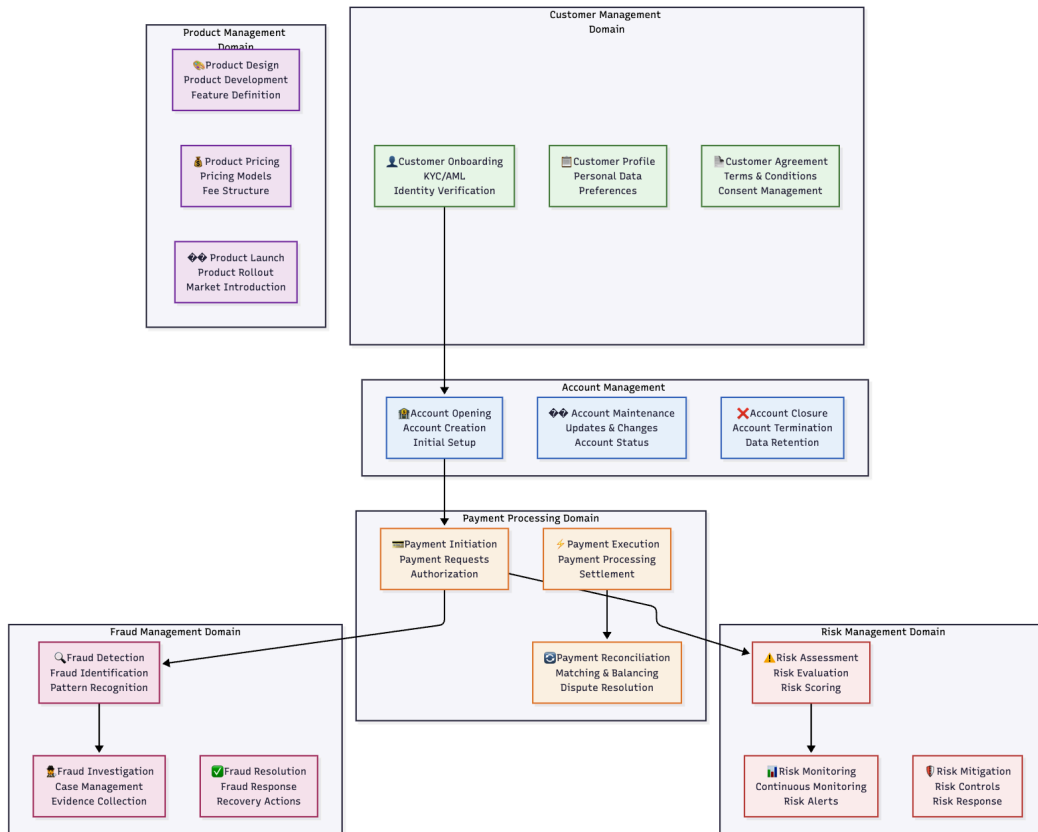 Product Management
Domain
🎨Product Design
Product Development
Feature Definition
💰Product Pricing
Pricing Models
Fee Structure
�� Product Launch
Product Rollout
Market Introduction
Customer Management
Domain
👤Customer Onboarding
KYC/AML
Identity Verification
📋Customer Profile
Personal Data
Preferences
📝Customer Agreement
Terms & Conditions
Consent Management
Account Management
🏦Account Opening
Account Creation
Initial Setup
�� Account Maintenance
Updates & Changes
Account Status
❌Account Closure
Account Termination
Data Retention
Payment Processing Domain
💳Payment Initiation
Payment Requests
Authorization
⚡Payment Execution
Payment Processing
Settlement
🔄Payment Reconciliation
Matching & Balancing
Dispute Resolution
Fraud Management Domain
🔍Fraud Detection
Fraud Identification
Pattern Recognition
🕵Fraud Investigation
Case Management
Evidence Collection
✅Fraud Resolution
Fraud Response
Recovery Actions
Risk Management Domain
⚠️Risk Assessment
Risk Evaluation
Risk Scoring
📊Risk Monitoring
Continuous Monitoring
Risk Alerts
🛡Risk Mitigation
Risk Controls
Risk Response